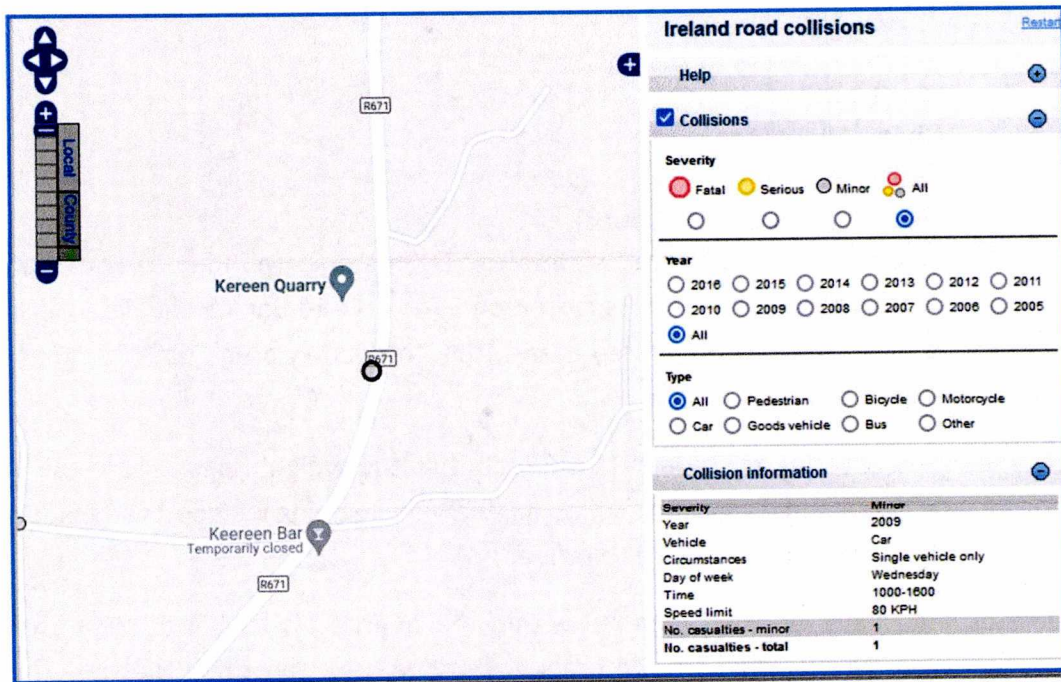 Ireland road collisions
Restart
Help
Collisions
Severity
Fatal Serious Minor All
Year
2016 2015 2014 2013 2012 2011
2010 2009 2008 2007 2006 2005
All
Type
All Pedestrian Bicycle Motorcycle
Car Goods vehicle Bus Other
Collision information
Severity Minor
Year 2009
Vehicle Car
Circumstances Single vehicle only
Day of week Wednesday
Time 1000-1600
Speed limit 80 KPH
No. casualties - minor 1
No. casualties - total 1
Local
County
R671
Kereen Quarry
R671
Keereen Bar
Temporarily closed
R671